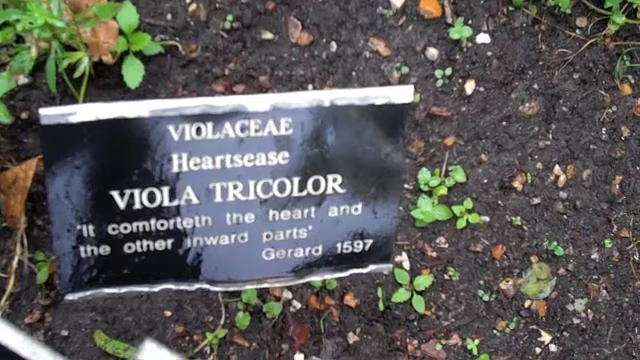 VIOLACEAE
Heartsease
VIOLA TRICOLOR
'It comforteth the heart and
the other inward parts'
Gerard 1597